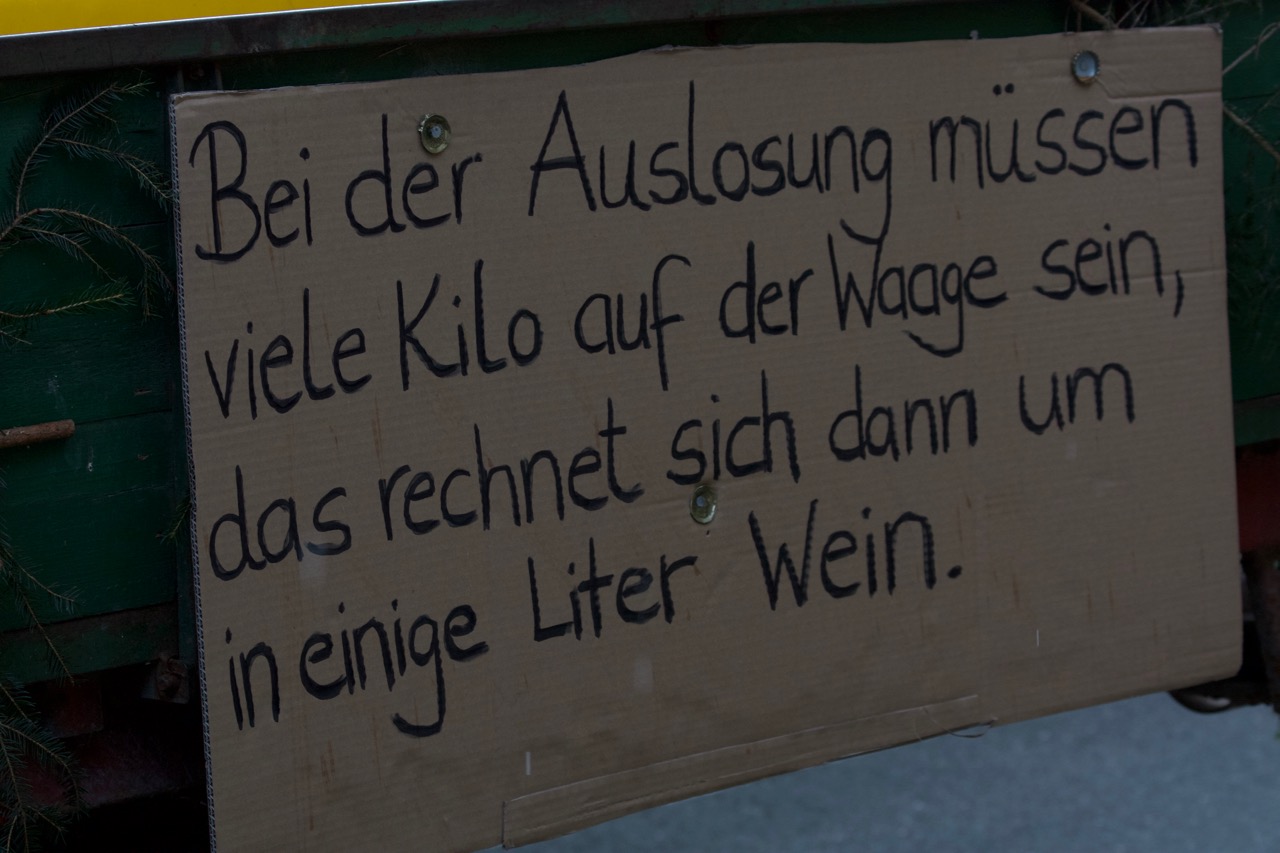 Bei der Auslosung müssen
viele Kilo auf der Waage sein,
das rechnet sich dann um
in einige Liter Wein.